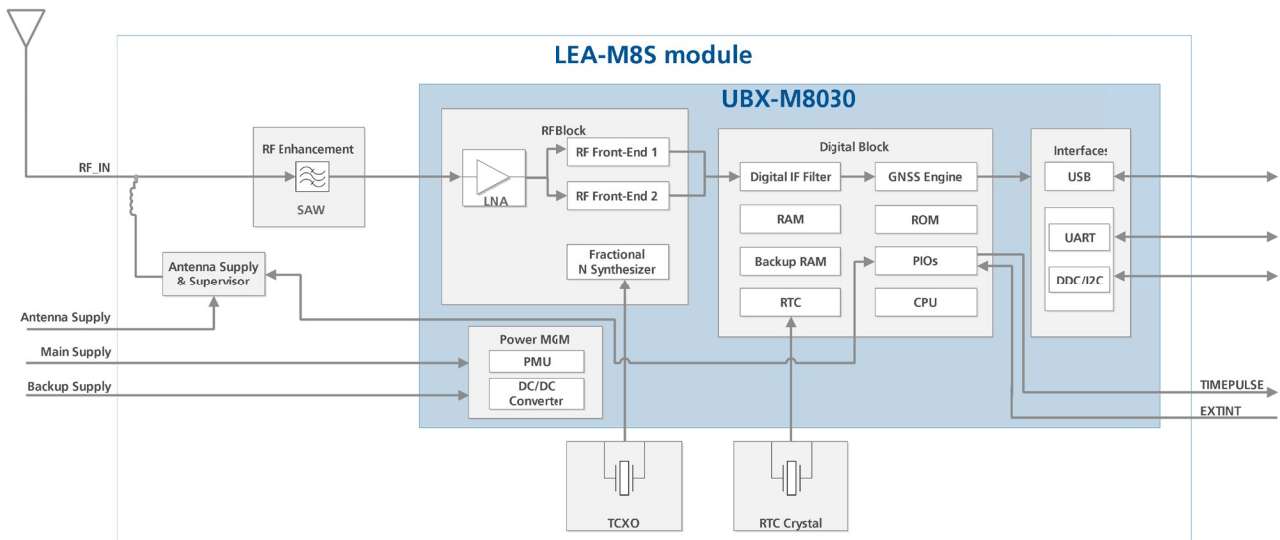 LEA-M8S module
UBX-M8030
RF_IN
RF Enhancement
SAW
RFBlock
LNA
RF Front-End 1
RF Front-End 2
Fractional
N Synthesizer
Digital Block
Digital IF Filter
GNSS Engine
RAM
ROM
Backup RAM
PIOs
RTC
CPU
Interfaces
USB
UART
DDC/I2C
Antenna Supply
& Supervisor
Antenna Supply
Main Supply
Backup Supply
Power MGM
PMU
DC/DC
Converter
TIMEPULSE
EXTINT
TCXO
RTC Crystal